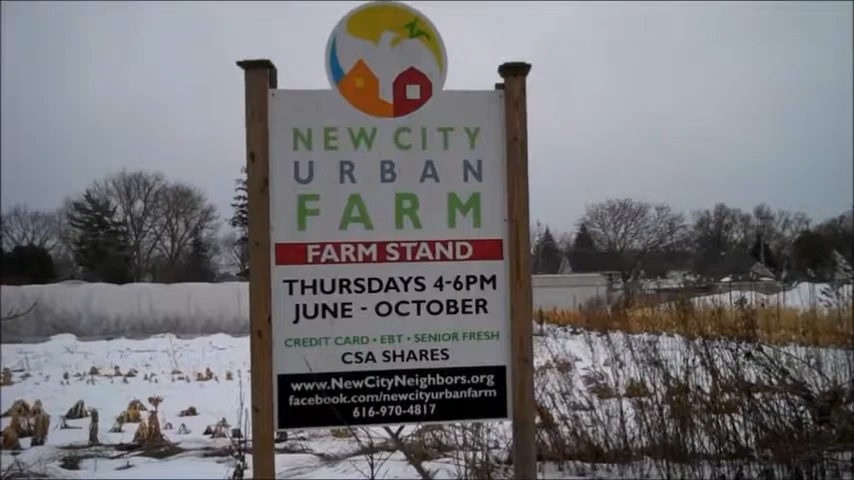 NEW CITY
URBAN
FARM
FARM STAND
THURSDAYS 4-6PM
JUNE - OCTOBER
CREDIT CARD • EBT • SENIOR FRESH
CSA SHARES
www.NewCityNeighbors.org
facebook.com/newcityurbanfarm
616-970-4817